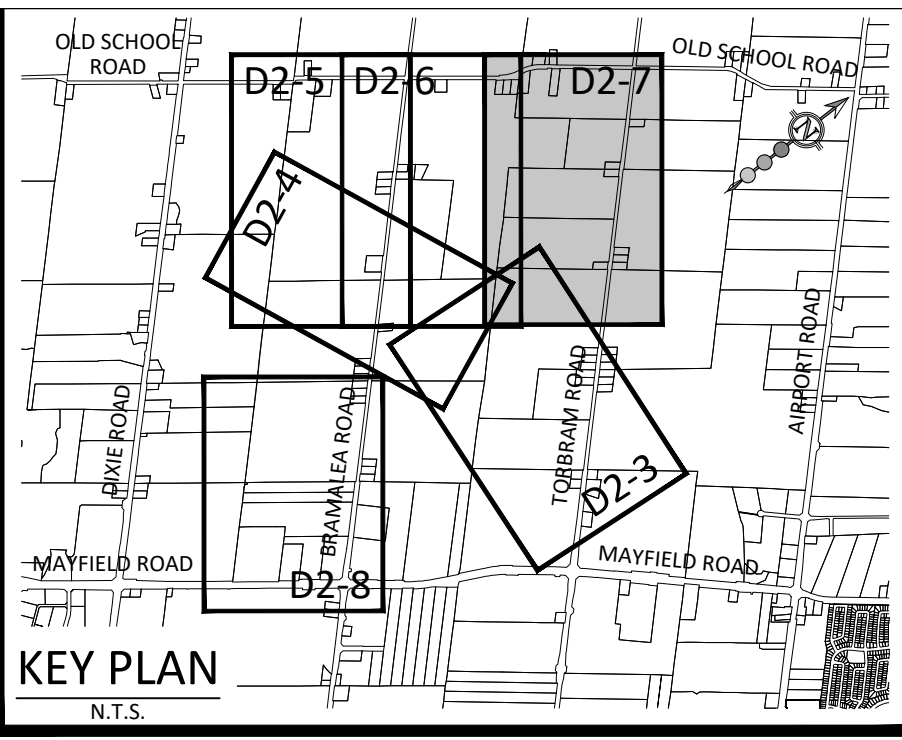 OLD SCHOOL
ROAD
OLD SCHOOL ROAD
D2-5
D2-6
D2-7
N
D2-4
DIXIE ROAD
BRAMALEA ROAD
TORBRAM ROAD
AIRPORT ROAD
D2-3
MAYFIELD ROAD
MAYFIELD ROAD
D2-8
KEY PLAN
N.T.S.